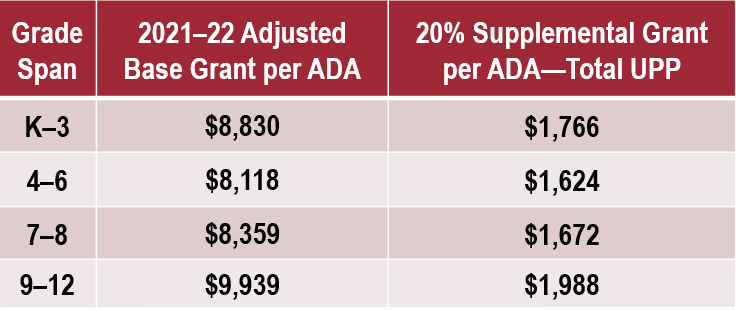 Grade Span
2021–22 Adjusted Base Grant per ADA
20% Supplemental Grant per ADA—Total UPP
K–3 $8,830 $1,766
4–6 $8,118 $1,624
7–8 $8,359 $1,672
9–12 $9,939 $1,988